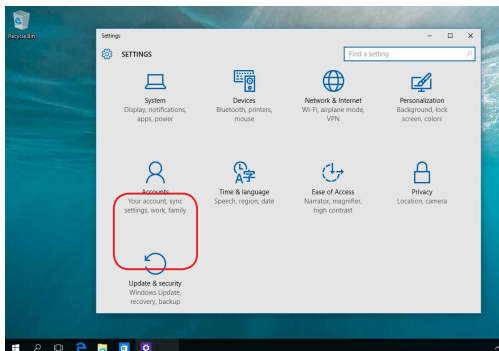 Recycle Bin
Settings
SETTINGS
Find a setting
System
Display, notifications,
apps, power
Devices
Bluetooth, printers,
mouse
Network & Internet
Wi-Fi, airplane mode,
VPN
Personalization
Background, lock
screen, colors
Accounts
Your account, sync
settings, work, family
Time & language
Speech, region, date
Ease of Access
Narrator, magnifier,
high contrast
Privacy
Location, camera
Update & security
Windows Update,
recovery, backup